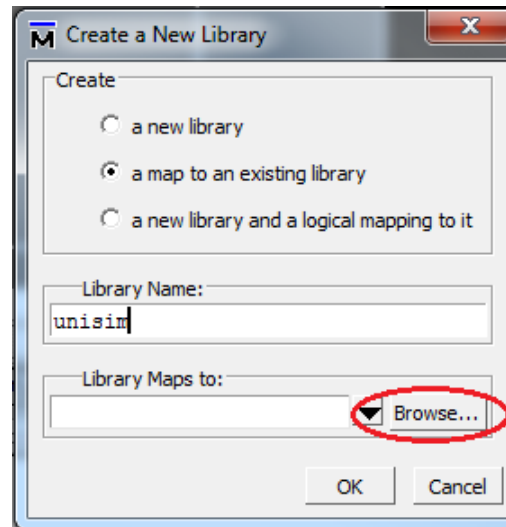 Create a New Library
Create
a new library
a map to an existing library
a new library and a logical mapping to it
Library Name:
unisim
Library Maps to:
Browse...
OK Cancel